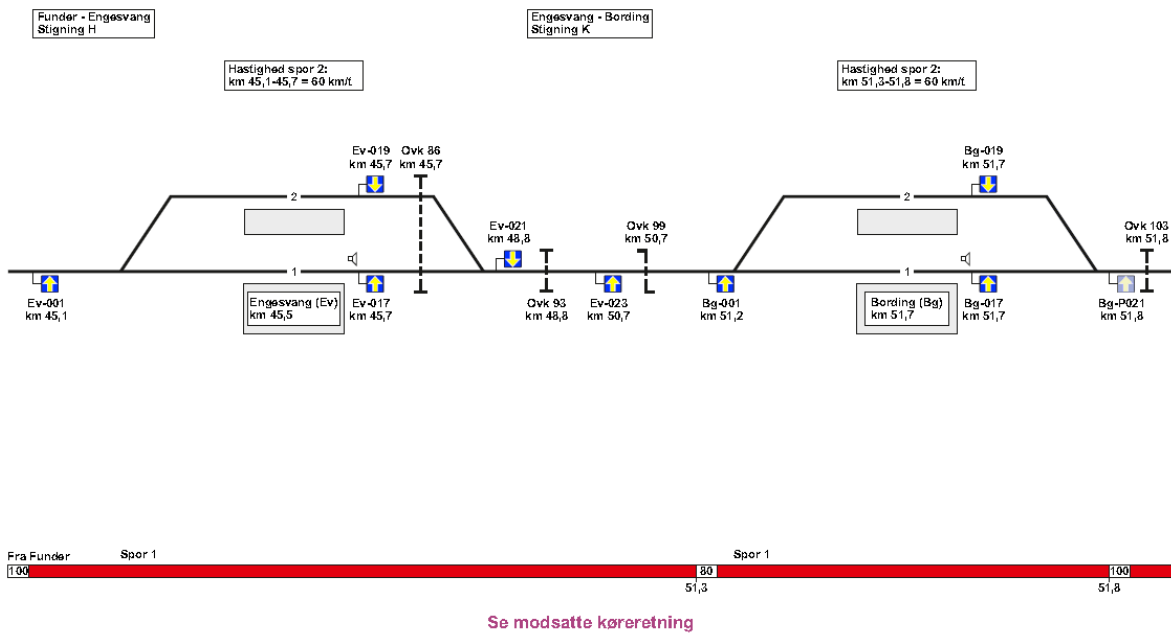 Funder - Engesvang
Stigning H
Engesvang - Bording
Stigning K
Hastighed spor 2:
km 45,1-45,7 = 60 km/t
Hastighed spor 2:
km 51,3-51,8 = 60 km/t
Ev-019
km 45,7
Ovk 86
km 45,7
Bg-019
km 51,7
2
2
Ev-021
km 48,8
Ovk 99
km 50,7
Ovk 103
km 51,8
1
1
Ev-001
km 45,1
Engesvang (Ev)
km 45,5
Ev-017
km 45,7
Ovk 93
km 48,8
Ev-023
km 50,7
Bg-001
km 51,2
Bording (Bg)
km 51,7
Bg-017
km 51,7
Bg-P021
km 51,8
Fra Funder
Spor 1
Spor 1
100
80
100
51,3
51,8
Se modsatte køreretning